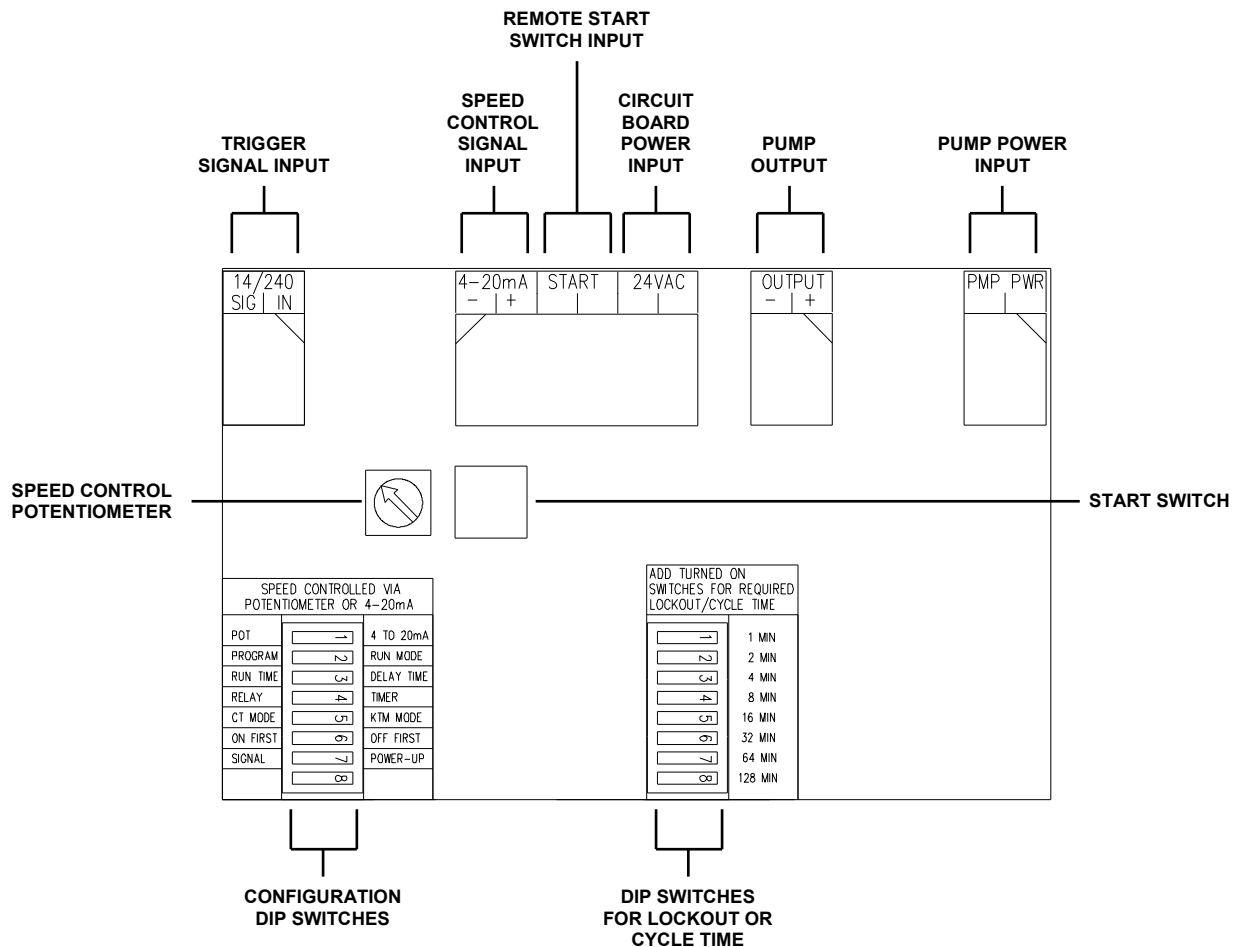 REMOTE START
SWITCH INPUT
SPEED
CONTROL
SIGNAL
INPUT
CIRCUIT
BOARD
POWER
INPUT
TRIGGER
SIGNAL INPUT
PUMP
OUTPUT
PUMP POWER
INPUT
14/240
SIG IN
4-20mA
- +
START
24VAC
OUTPUT
- +
PMP PWR
SPEED CONTROL
POTENTIOMETER
START SWITCH
SPEED CONTROLLED VIA
POTENTIOMETER OR 4-20mA
POT 1 4 TO 20mA
PROGRAM 2 RUN MODE
RUN TIME 3 DELAY TIME
RELAY 4 TIMER
CT MODE 5 KTM MODE
ON FIRST 6 OFF FIRST
SIGNAL 7 POWER-UP
8
ADD TURNED ON
SWITCHES FOR REQUIRED
LOCKOUT/CYCLE TIME
1 1 MIN
2 2 MIN
3 4 MIN
4 8 MIN
5 16 MIN
6 32 MIN
7 64 MIN
8 128 MIN
CONFIGURATION
DIP SWITCHES
DIP SWITCHES
FOR LOCKOUT OR
CYCLE TIME